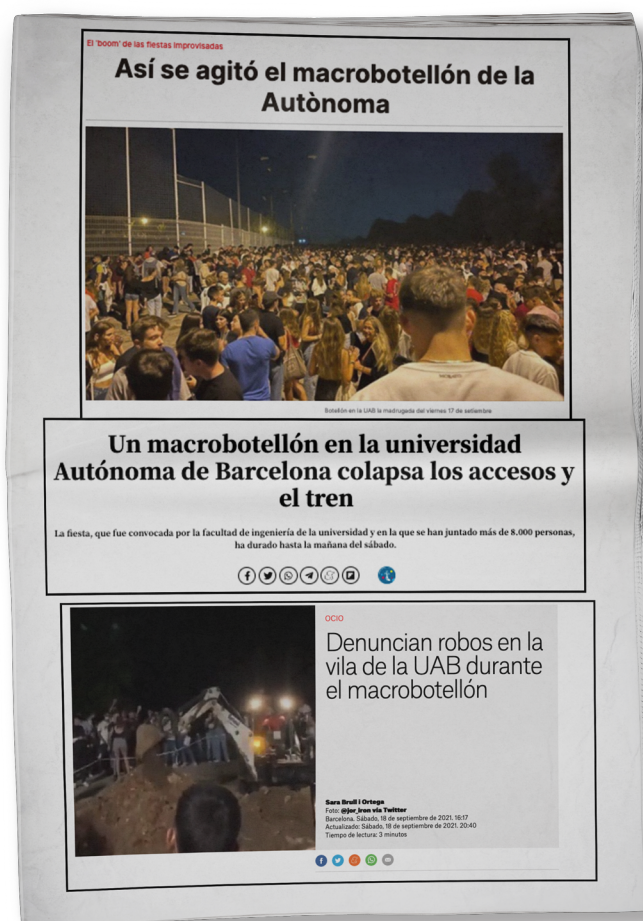 El 'boom' de las fiestas improvisadas
Así se agitó el macrobotellón de la
Autònoma
Botellón en la UAB la madrugada del viernes 17 de setiembre
Un macrobotellón en la universidad
Autónoma de Barcelona colapsa los accesos y
el tren
La fiesta, que fue convocada por la facultad de ingeniería de la universidad y en la que se han juntado más de 8.000 personas,
ha durado hasta la mañana del sábado.
OCIO
Denuncian robos en la
vila de la UAB durante
el macrobotellón
Sara Brull i Ortega
Foto: @jor_iron via Twitter
Barcelona. Sábado, 18 de septiembre de 2021. 16:17
Actualizado: Sábado, 18 de septiembre de 2021. 20:40
Tiempo de lectura: 3 minutos